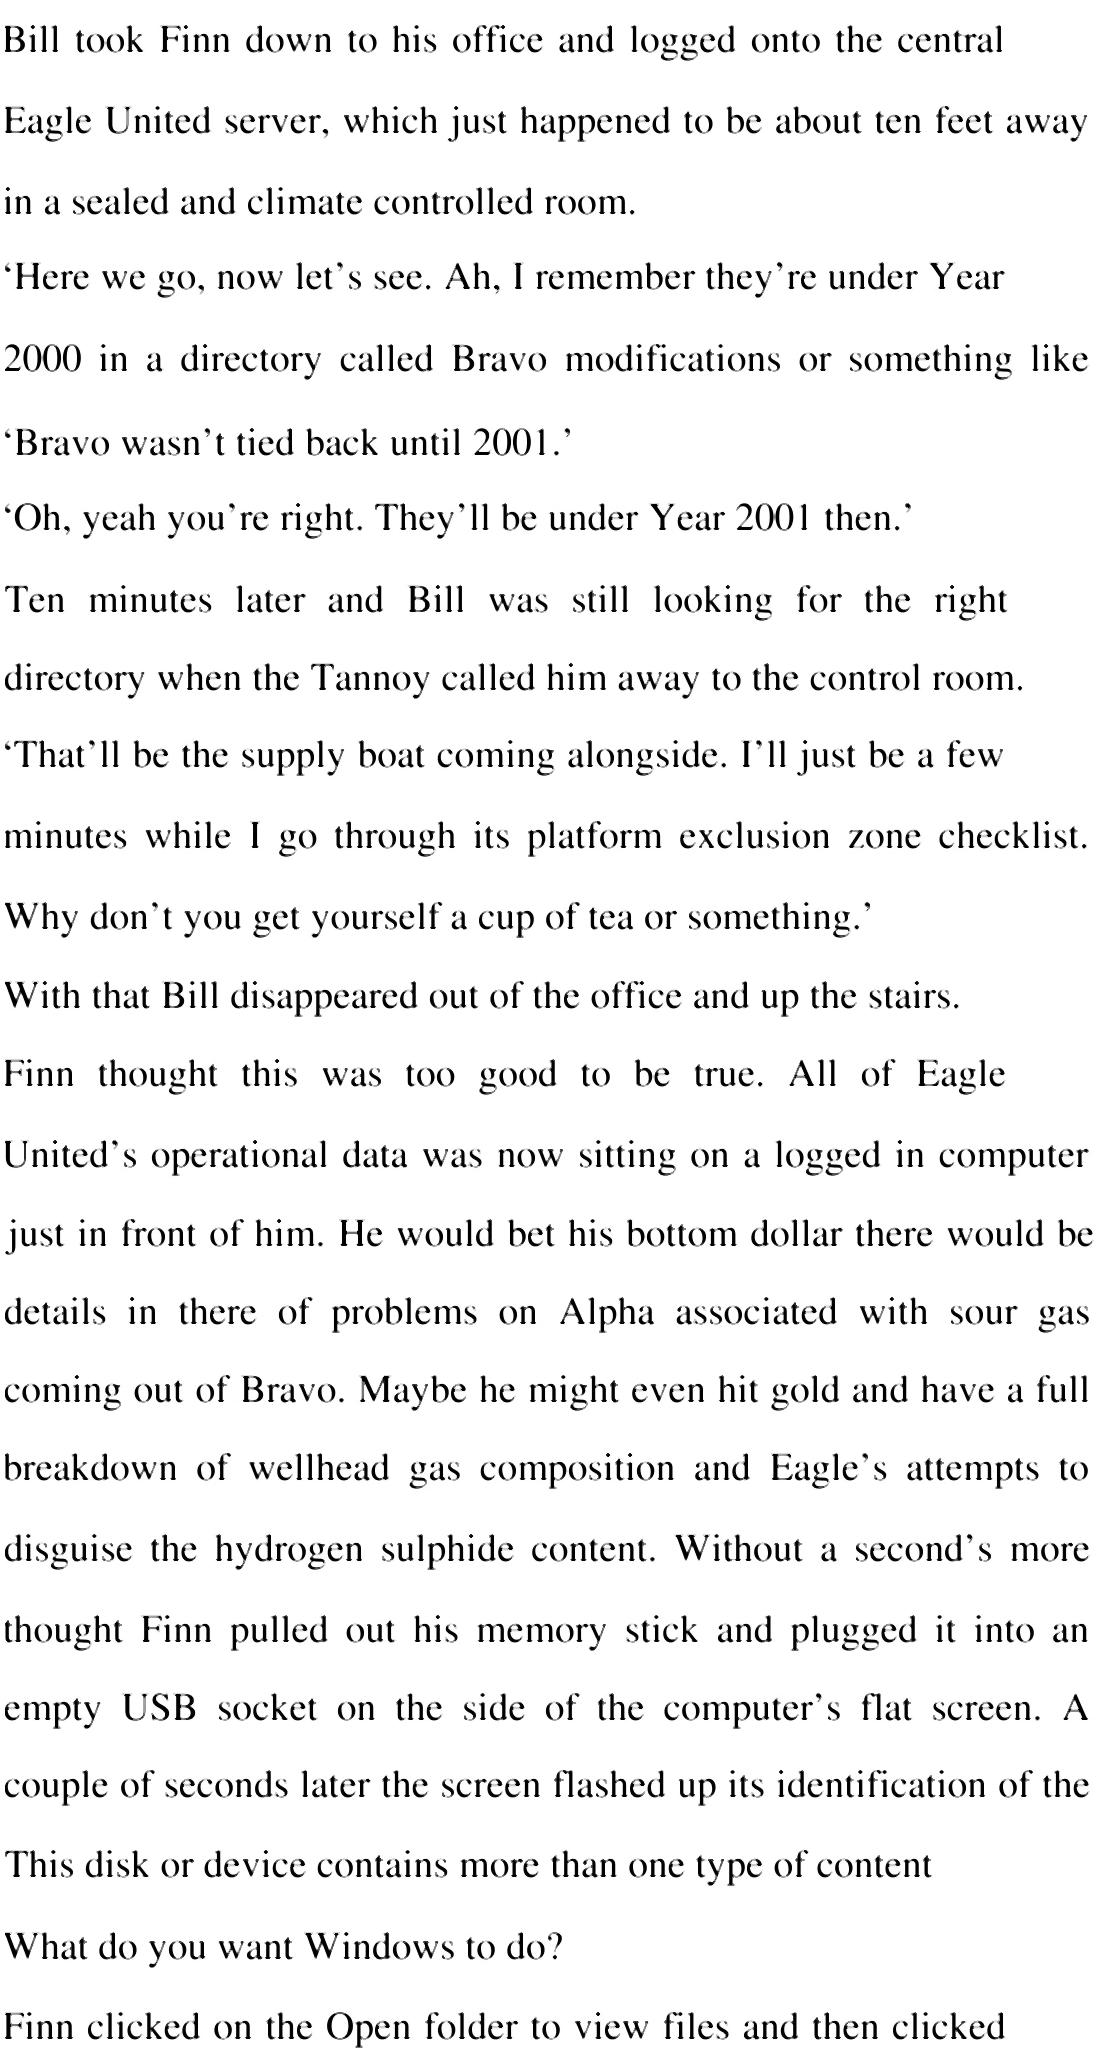 Bill took Finn down to his office and logged onto the central
Eagle United server, which just happened to be about ten feet away
in a sealed and climate controlled room.
‘Here we go, now let’s see. Ah, I remember they’re under Year
2000 in a directory called Bravo modifications or something like
‘Bravo wasn’t tied back until 2001.’
‘Oh, yeah you’re right. They’ll be under Year 2001 then.’
Ten minutes later and Bill was still looking for the right
directory when the Tannoy called him away to the control room.
‘That’ll be the supply boat coming alongside. I’ll just be a few
minutes while I go through its platform exclusion zone checklist.
Why don’t you get yourself a cup of tea or something.’
With that Bill disappeared out of the office and up the stairs.
Finn thought this was too good to be true. All of Eagle
United’s operational data was now sitting on a logged in computer
just in front of him. He would bet his bottom dollar there would be
details in there of problems on Alpha associated with sour gas
coming out of Bravo. Maybe he might even hit gold and have a full
breakdown of wellhead gas composition and Eagle’s attempts to
disguise the hydrogen sulphide content. Without a second’s more
thought Finn pulled out his memory stick and plugged it into an
empty USB socket on the side of the computer’s flat screen. A
couple of seconds later the screen flashed up its identification of the
This disk or device contains more than one type of content
What do you want Windows to do?
Finn clicked on the Open folder to view files and then clicked